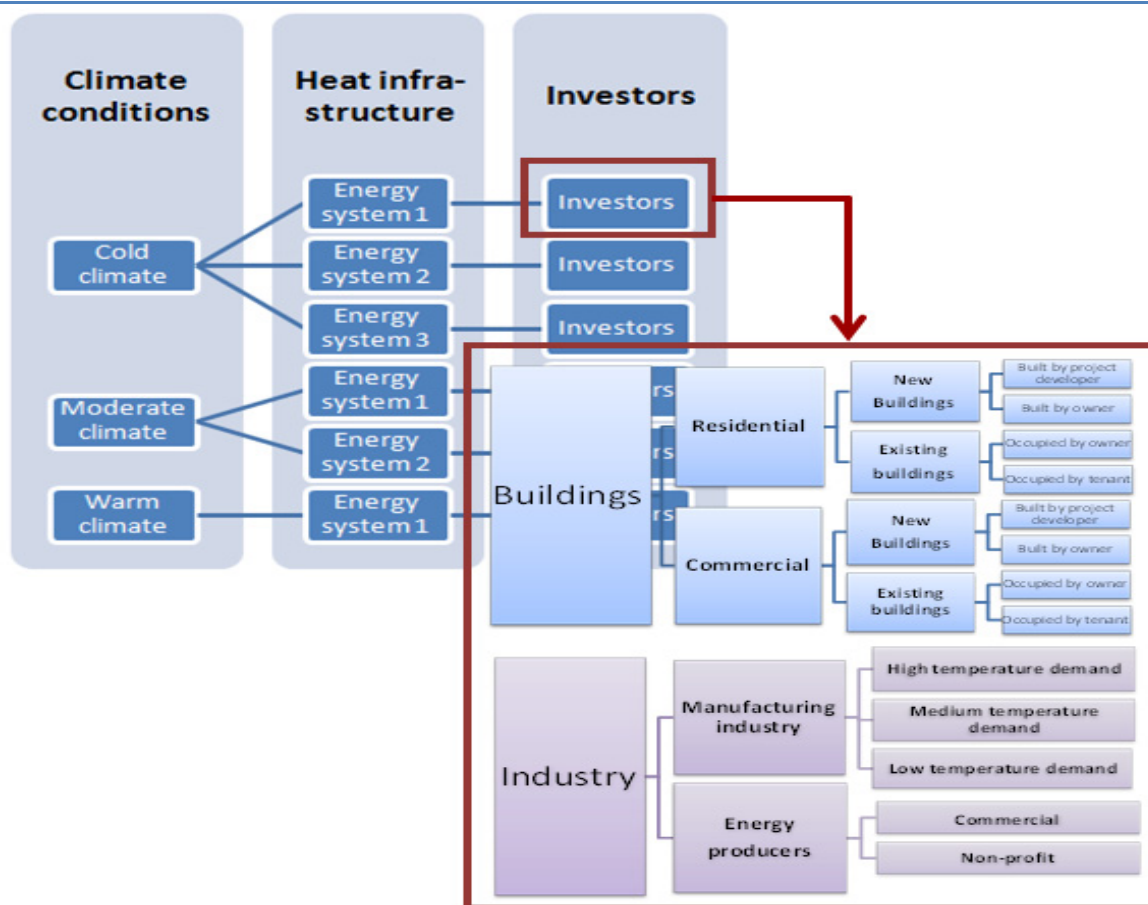 Climate
conditions
Heat infra-
structure
Investors
Cold
climate
Energy
system 1
Investors
Energy
system 2
Investors
Energy
system 3
Investors
Moderate
climate
Energy
system 1
Energy
system 2
Warm
climate
Energy
system 1
Buildings
Residential
New
Buildings
Built by project
developer
Built by owner
Existing
buildings
Occupied by owner
Occupied by tenant
Commercial
New
Buildings
Built by project
developer
Built by owner
Existing
buildings
Occupied by owner
Occupied by tenant
Industry
Manufacturing
industry
High temperature demand
Medium temperature
demand
Low temperature demand
Energy
producers
Commercial
Non-profit